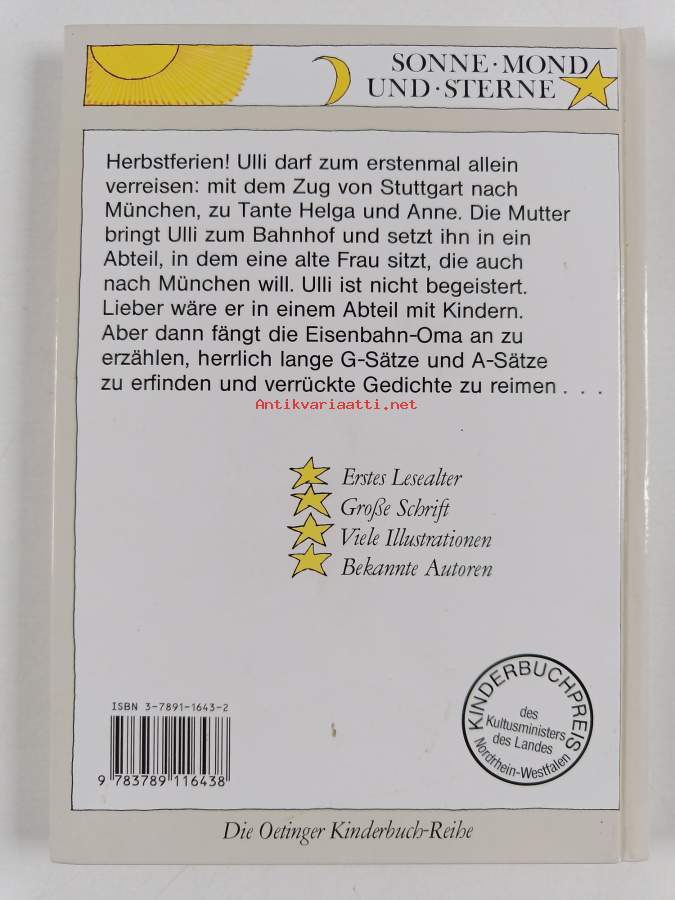 SONNE·MOND
UND·STERNE
Herbstferien! Ulli darf zum erstenmal allein
verreisen: mit dem Zug von Stuttgart nach
München, zu Tante Helga und Anne. Die Mutter
bringt Ulli zum Bahnhof und setzt ihn in ein
Abteil, in dem eine alte Frau sitzt, die auch
nach München will. Ulli ist nicht begeistert.
Lieber wäre er in einem Abteil mit Kindern.
Aber dann fängt die Eisenbahn-Oma an zu
erzählen, herrlich lange G-Sätze und A-Sätze
zu erfinden und verrückte Gedichte zu reimen . . .
Antikvariaatti.net
Erstes Lesealter
Große Schrift
Viele Illustrationen
Bekannte Autoren
ISBN 3-7891-1643-2
9 783789 116438
KINDERBUCHPREIS
des
Kultusministers
des Landes
Nordrhein-Westfalen
Die Oetinger Kinderbuch-Reihe